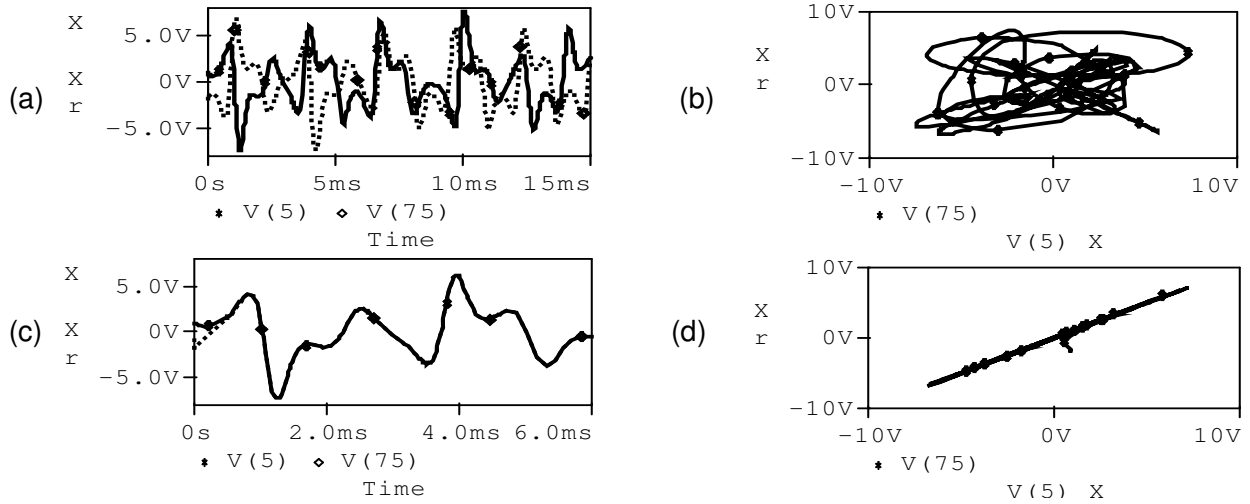 (a)
X
X
r
5.0V
0V
−5.0V
0s 5ms 10ms 15ms
V(5) V(75)
Time
(b)
X
r
10V
0V
−10V
−10V 0V 10V
V(75)
V(5) X
(c)
X
X
r
5.0V
0V
−5.0V
0s 2.0ms 4.0ms 6.0ms
V(5) V(75)
Time
(d)
X
r
10V
0V
−10V
−10V 0V 10V
V(75)
V(5) X